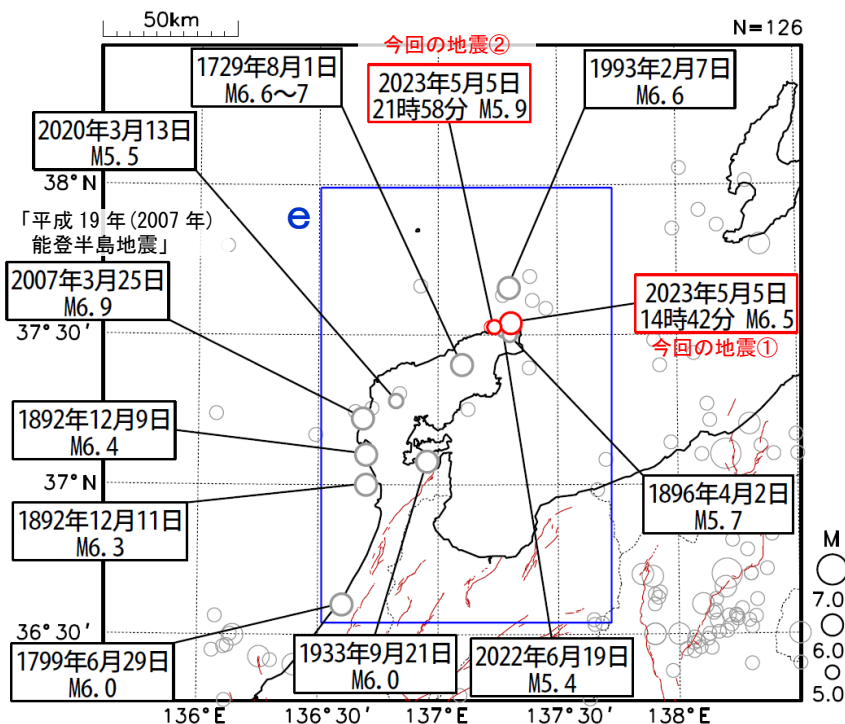 50km
N=126
今回の地震②
1729年8月1日
M6.6～7
2023年5月5日
21時58分 M5.9
1993年2月7日
M6.6
2020年3月13日
M5.5
38°N
e
「平成19年(2007年)
能登半島地震」
2007年3月25日
M6.9
2023年5月5日
14時42分 M6.5
今回の地震①
37°30′
1892年12月9日
M6.4
37°N
1892年12月11日
M6.3
1896年4月2日
M5.7
M
7.0
6.0
5.0
36°30′
1799年6月29日
M6.0
1933年9月21日
M6.0
2022年6月19日
M5.4
136°E
136°30′
137°E
137°30′
138°E